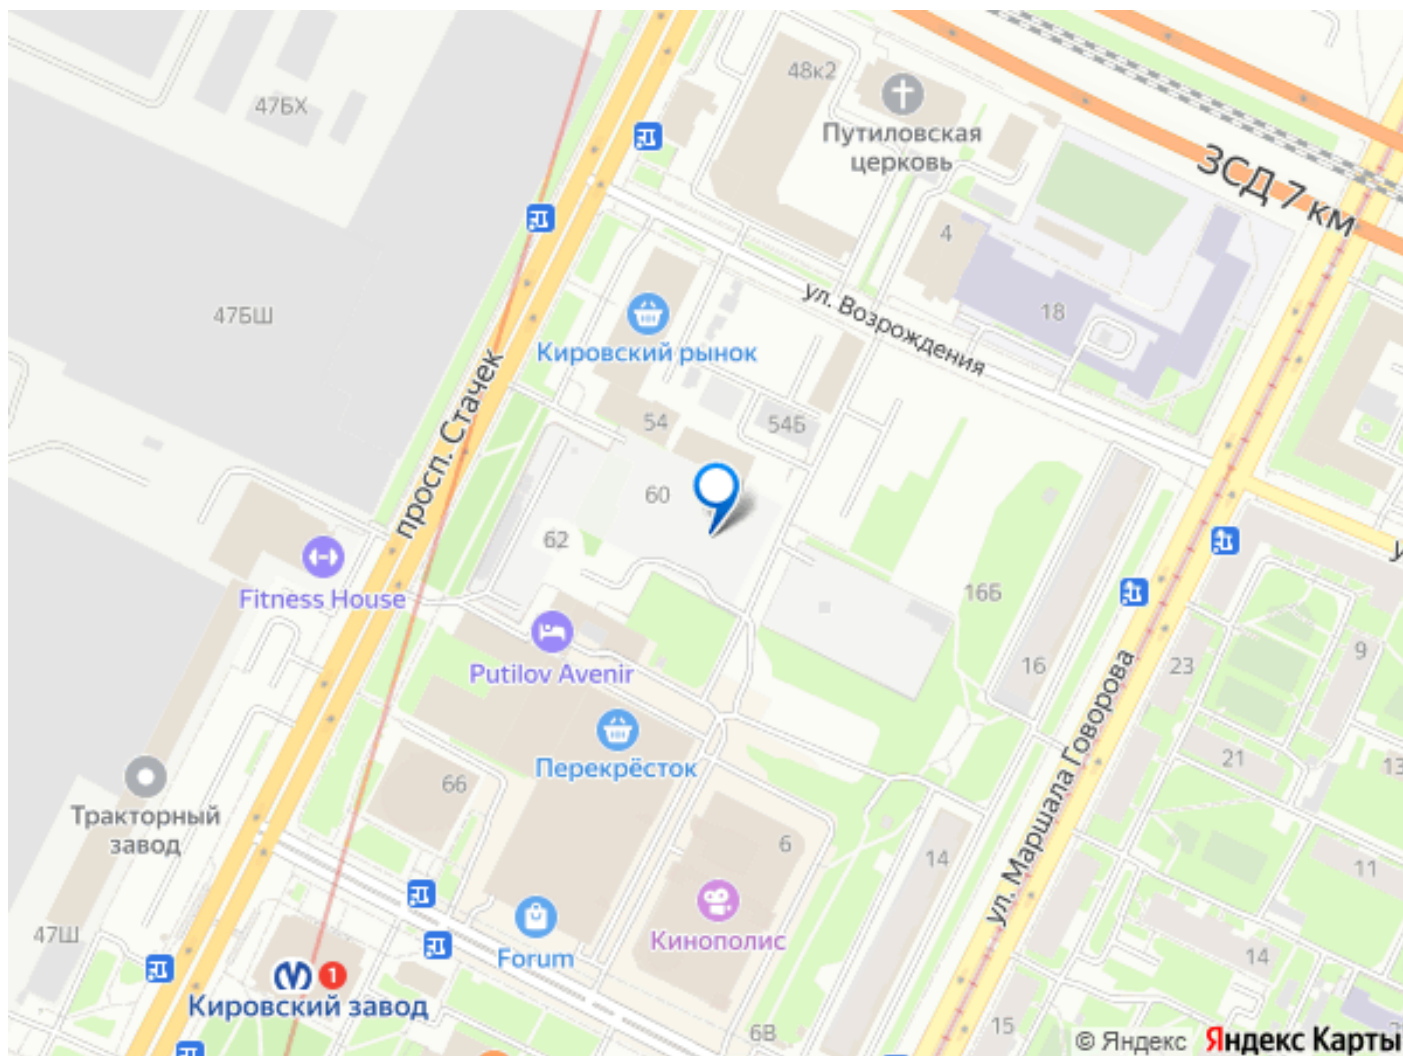 48к2
47БХ
Путиловская
церковь
ЗСД 7 км
4
47БШ
18
ул. Возрождения
Кировский рынок
просп. Стачек
54
54Б
60
62
Fitness House
16Б
Putilov Avenir
16
23
9
ул. Маршала Говорова
21
13
Перекрёсток
66
Тракторный
завод
6
14
11
Кинополис
47Ш
Forum
14
1
Кировский завод
6В
15
© Яндекс Яндекс Карты